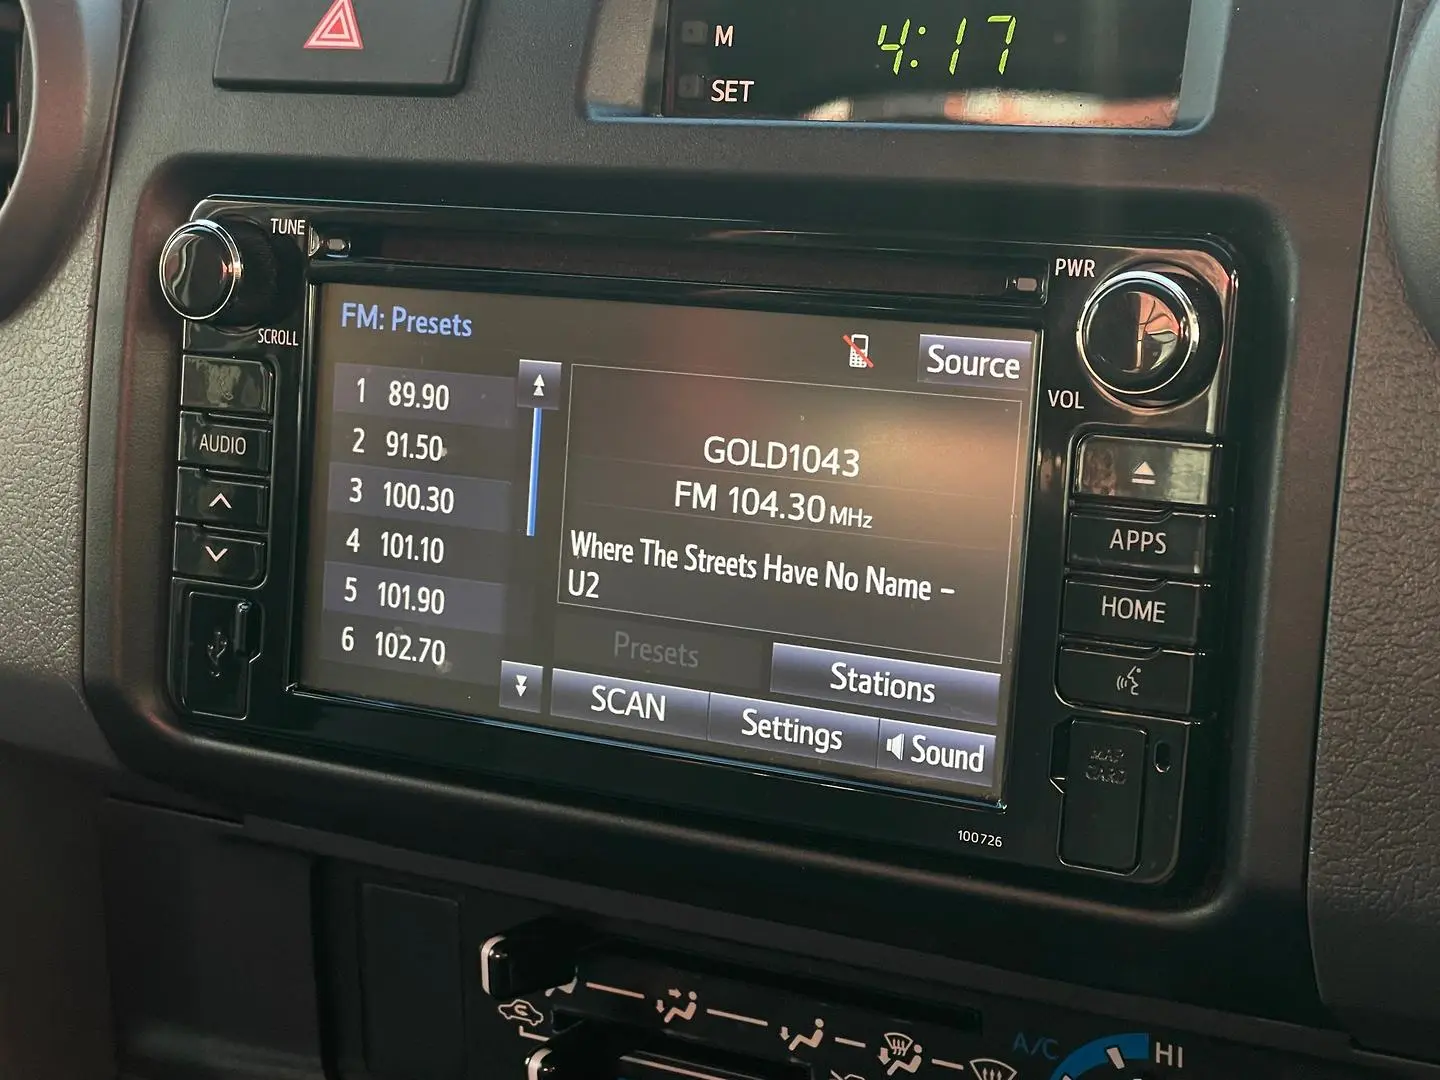 M
4:17
SET
TUNE
PWR
SCROLL
VOL
FM: Presets
Source
1 89.90
2 91.50
3 100.30
4 101.10
5 101.90
6 102.70
GOLD1043
FM 104.30 MHz
Where The Streets Have No Name –
U2
Presets
Stations
SCAN
Settings
Sound
AUDIO
APPS
HOME
MAP
CARD
100726
A/C
HI